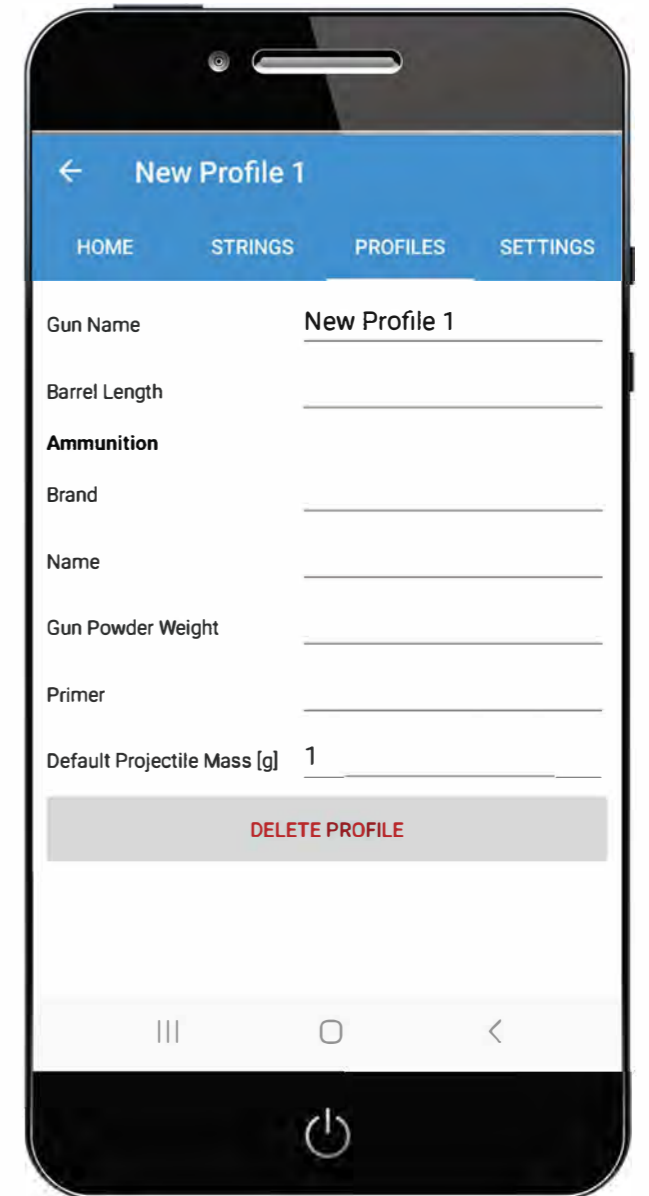 New Profile 1
HOME STRINGS PROFILES SETTINGS
Gun Name New Profile 1
Barrel Length
Ammunition
Brand
Name
Gun Powder Weight
Primer
Default Projectile Mass [g] 1
DELETE PROFILE